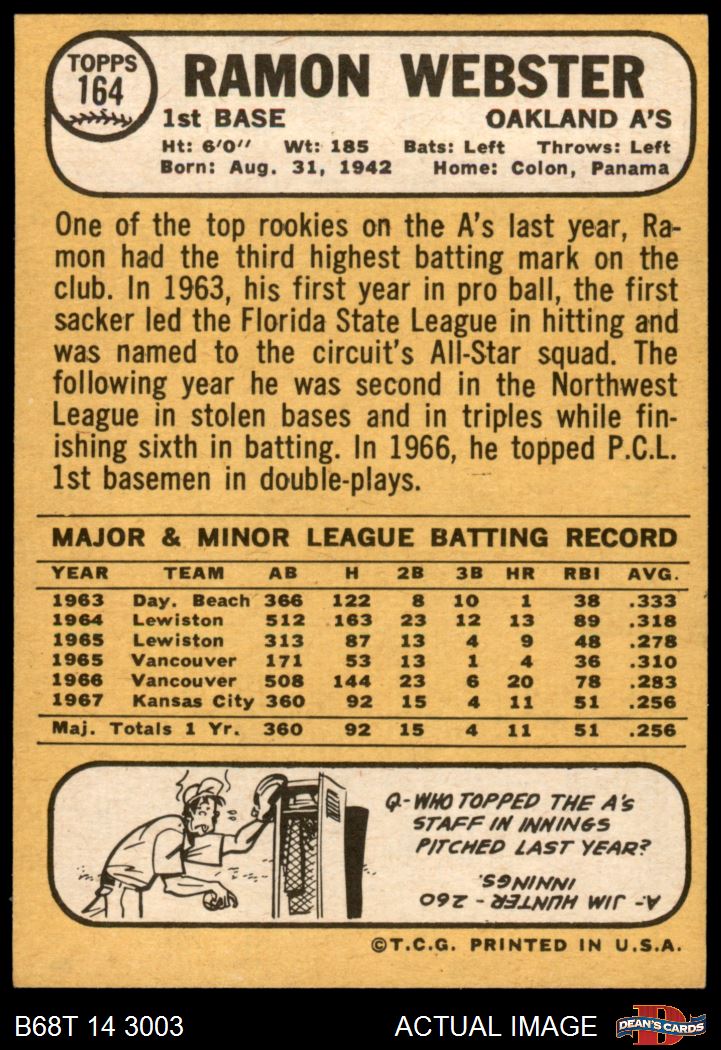 TOPPS
164
RAMON WEBSTER
1st BASE OAKLAND A'S
Ht: 6'0" Wt: 185 Bats: Left Throws: Left
Born: Aug. 31, 1942 Home: Colon, Panama
One of the top rookies on the A's last year, Ra-
mon had the third highest batting mark on the
club. In 1963, his first year in pro ball, the first
sacker led the Florida State League in hitting and
was named to the circuit's All-Star squad. The
following year he was second in the Northwest
League in stolen bases and in triples while fin-
ishing sixth in batting. In 1966, he topped P.C.L.
1st basemen in double-plays.
MAJOR & MINOR LEAGUE BATTING RECORD
YEAR TEAM AB H 2B 3B HR RBI AVG.
1963 Day. Beach 366 122 8 10 1 38 .333
1964 Lewiston 512 163 23 12 13 89 .318
1965 Lewiston 313 87 13 4 9 48 .278
1965 Vancouver 171 53 13 1 4 36 .310
1966 Vancouver 508 144 23 6 20 78 .283
1967 Kansas City 360 92 15 4 11 51 .256
Maj. Totals 1 Yr. 360 92 15 4 11 51 .256
Q- WHO TOPPED THE A's
STAFF IN INNINGS
PITCHED LAST YEAR?
A- JIM HUNTER - 260
INNINGS.
©T.C.G. PRINTED IN U.S.A.
B68T 14 3003 ACTUAL IMAGE
D
DEAN'S CARDS